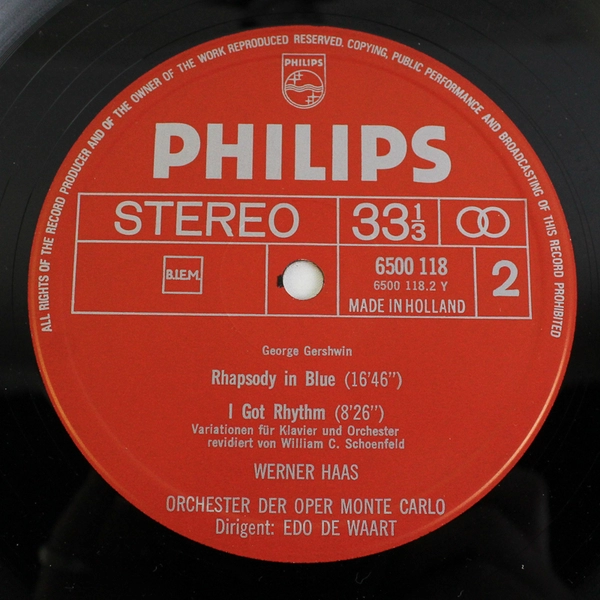 ALL RIGHTS OF THE RECORD PRODUCER AND OF THE OWNER OF THE WORK REPRODUCED RESERVED. COPYING, PUBLIC PERFORMANCE AND BROADCASTING OF THIS RECORD PROHIBITED
PHILIPS
PHILIPS
STEREO
33 1/3
B.I.E.M.
6500 118
6500 118.2 Y
MADE IN HOLLAND
2
George Gershwin
Rhapsody in Blue (16'46")
I Got Rhythm (8'26")
Variationen für Klavier und Orchester
revidiert von William C. Schoenfeld
WERNER HAAS
ORCHESTER DER OPER MONTE CARLO
Dirigent: EDO DE WAART